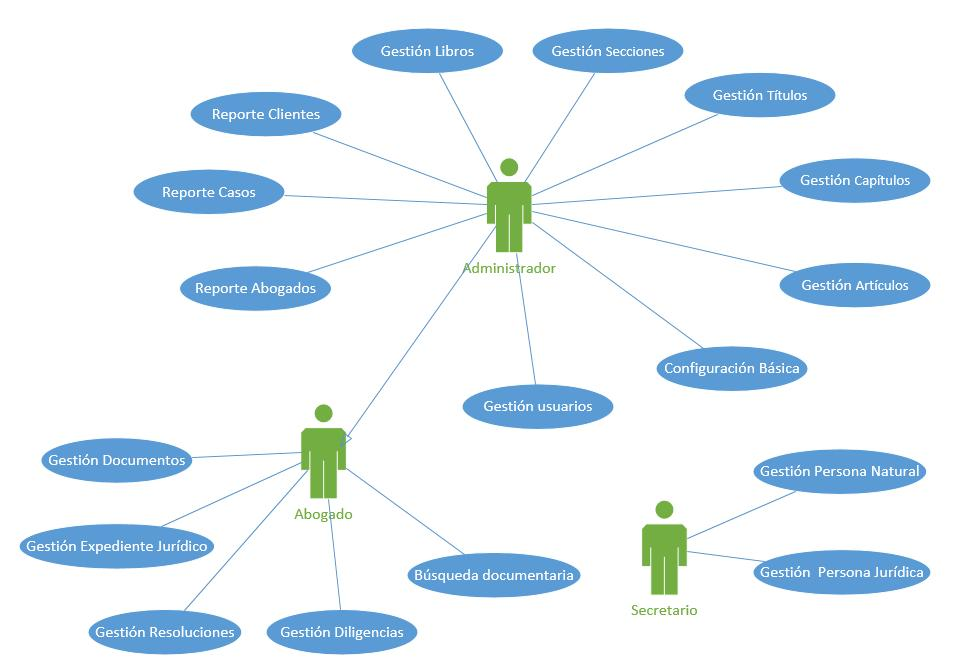 Gestión Libros
Gestión Secciones
Gestión Títulos
Reporte Clientes
Gestión Capítulos
Reporte Casos
Administrador
Gestión Artículos
Reporte Abogados
Configuración Básica
Gestión usuarios
Gestión Documentos
Gestión Persona Natural
Abogado
Gestión Expediente Jurídico
Gestión  Persona Jurídica
Búsqueda documentaria
Secretario
Gestión Resoluciones
Gestión Diligencias